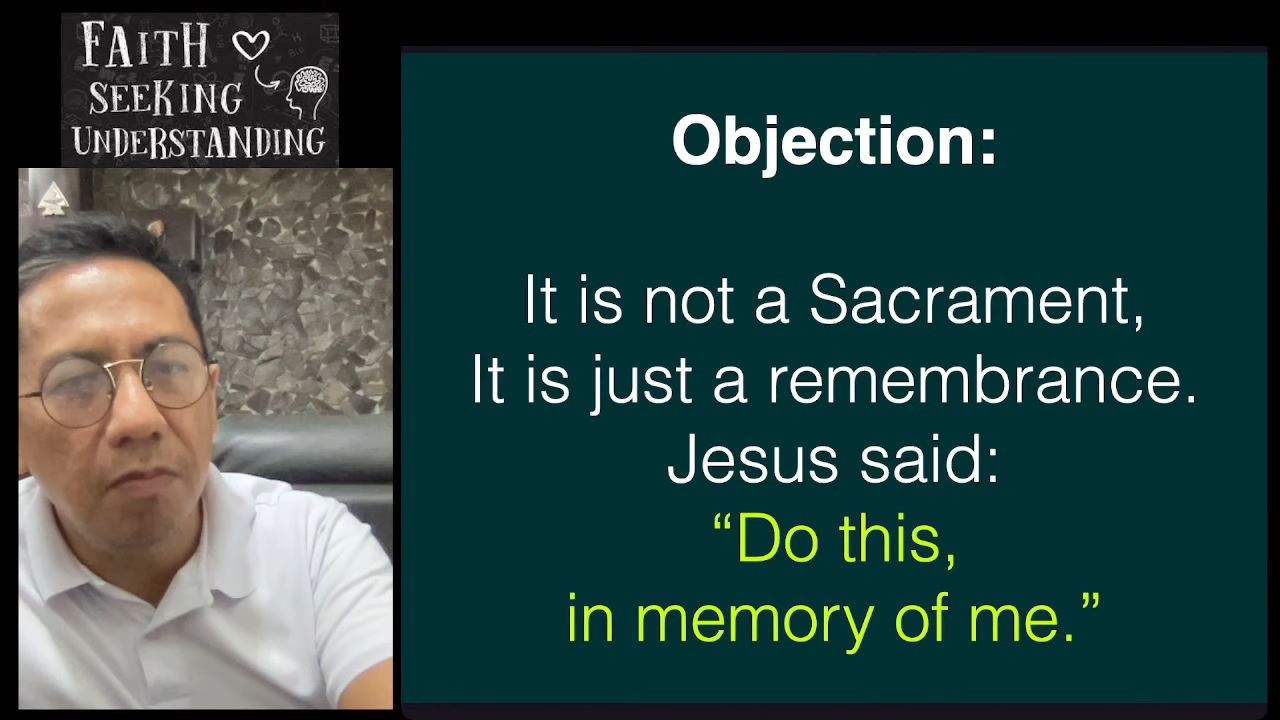 FAITH
SEEKING
UNDERSTANDING
Objection:
It is not a Sacrament,
It is just a remembrance.
Jesus said:
“Do this,
in memory of me.”